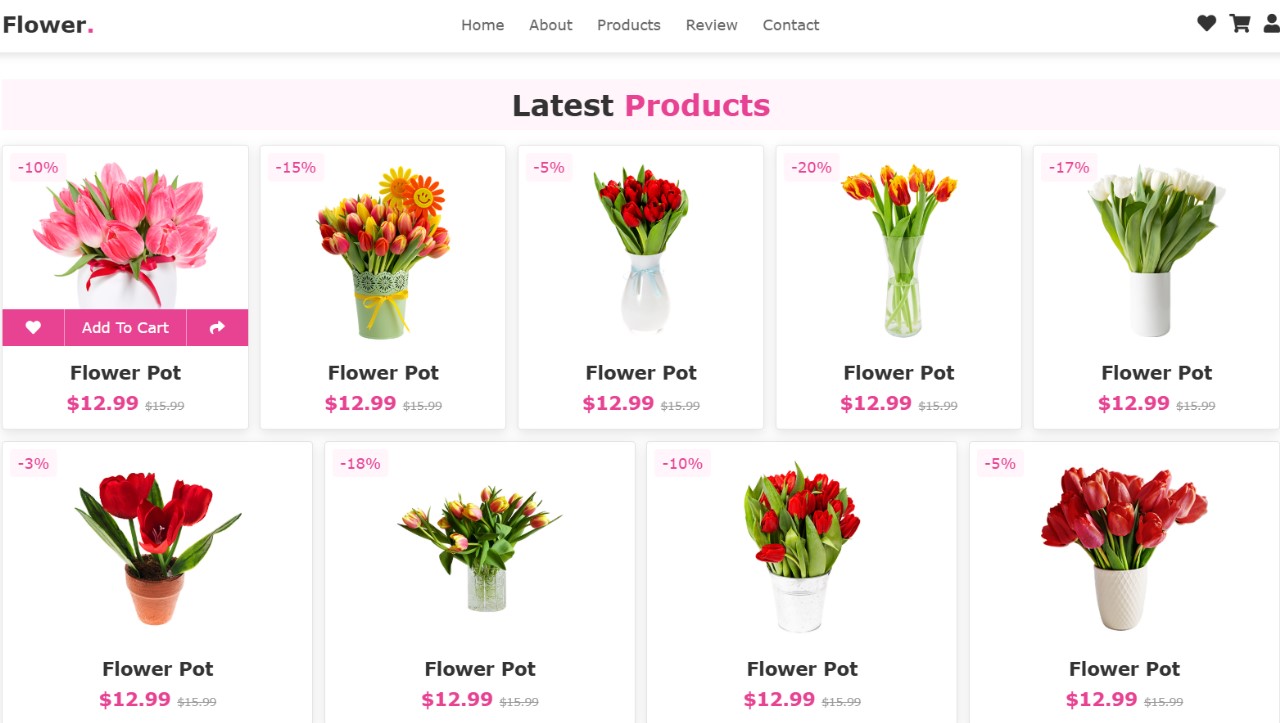 Flower.
Home About Products Review Contact
Latest Products
-10% -15% -5% -20% -17%
Add To Cart
Flower Pot Flower Pot Flower Pot Flower Pot Flower Pot
$12.99 $15.99 $12.99 $15.99 $12.99 $15.99 $12.99 $15.99 $12.99 $15.99
-3% -18% -10% -5%
Flower Pot Flower Pot Flower Pot Flower Pot
$12.99 $15.99 $12.99 $15.99 $12.99 $15.99 $12.99 $15.99